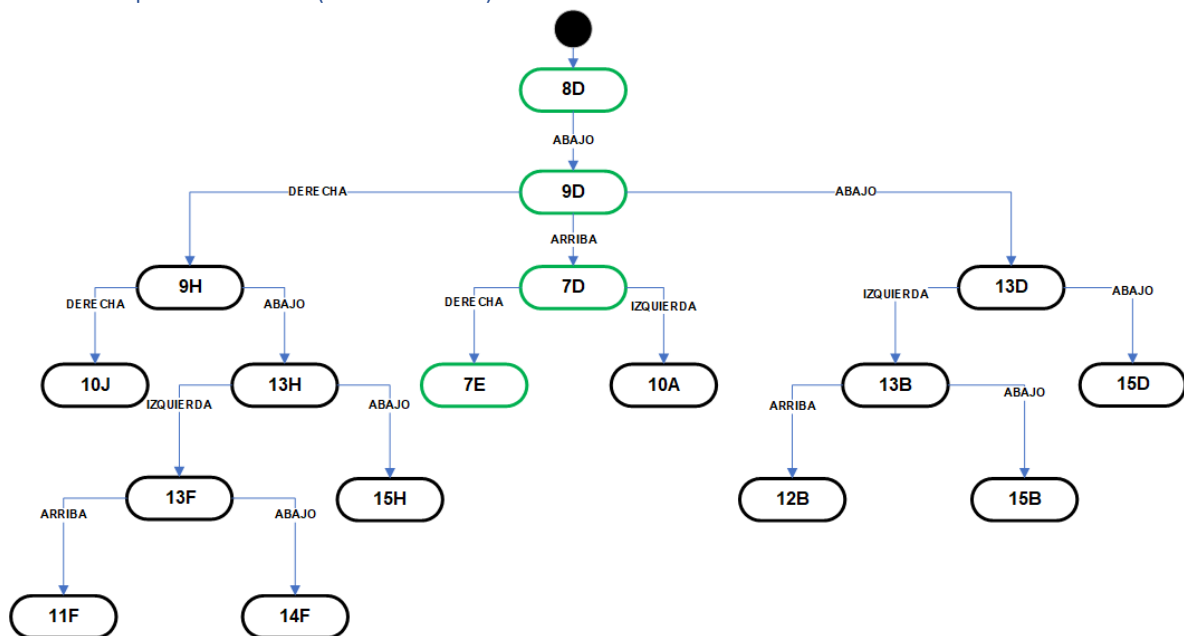 8D
ABAJO
DERECHA
9D
ABAJO
ARRIBA
9H
7D
13D
DERECHA
ABAJO
DERECHA
IZQUIERDA
IZQUIERDA
ABAJO
10J
13H
7E
10A
13B
15D
IZQUIERDA
ABAJO
ARRIBA
ABAJO
13F
15H
12B
15B
ARRIBA
ABAJO
11F
14F